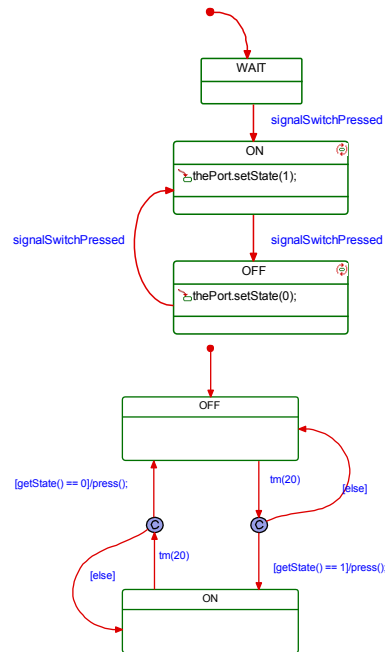 WAIT
signalSwitchPressed
ON
thePort.setState(1);
signalSwitchPressed
signalSwitchPressed
OFF
thePort.setState(0);
OFF
[getState() == 0]/press();
tm(20)
[else]
C
C
[else]
tm(20)
[getState() == 1]/press();
ON